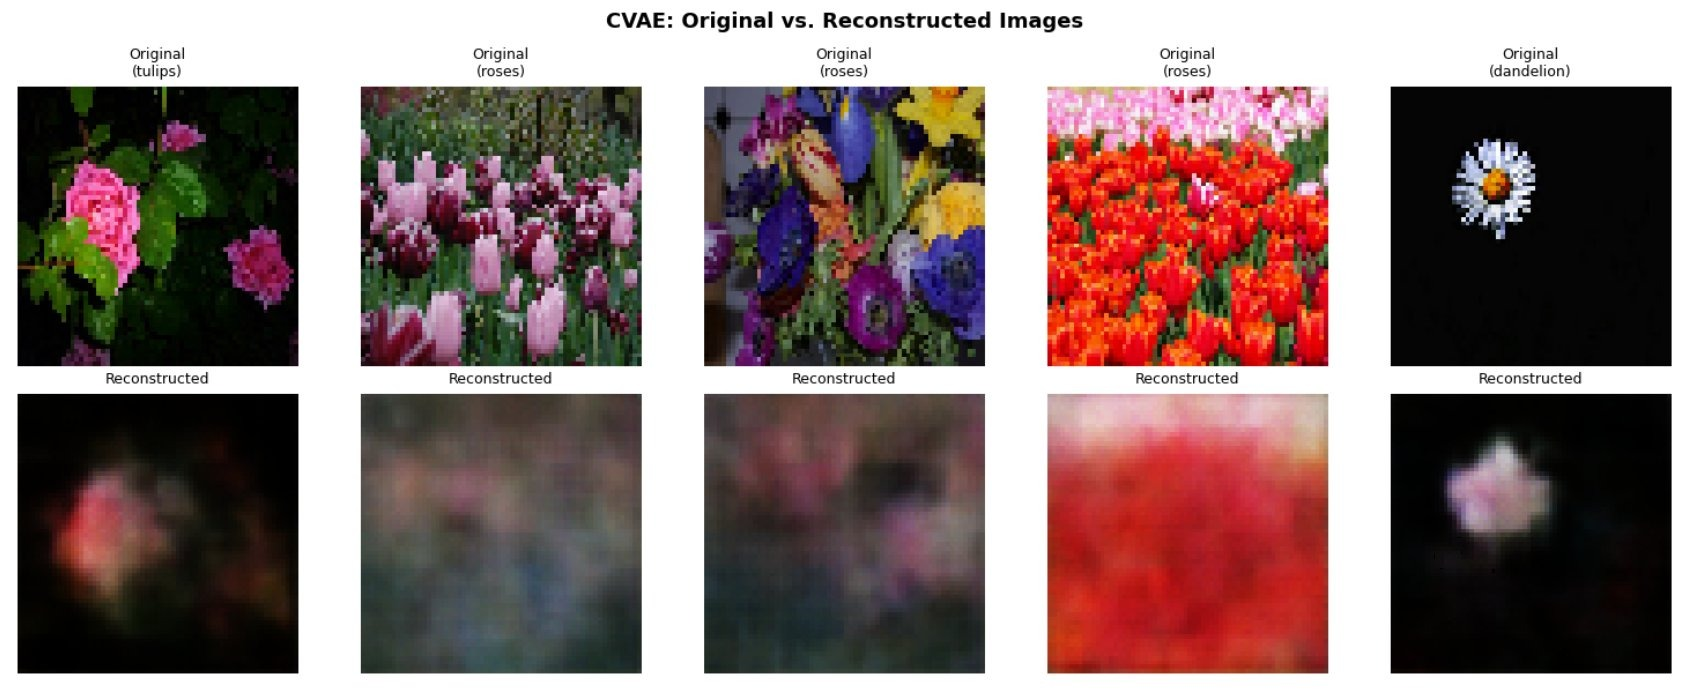 CVAE: Original vs. Reconstructed Images
Original
(tulips)
Original
(roses)
Original
(roses)
Original
(roses)
Original
(dandelion)
Reconstructed
Reconstructed
Reconstructed
Reconstructed
Reconstructed